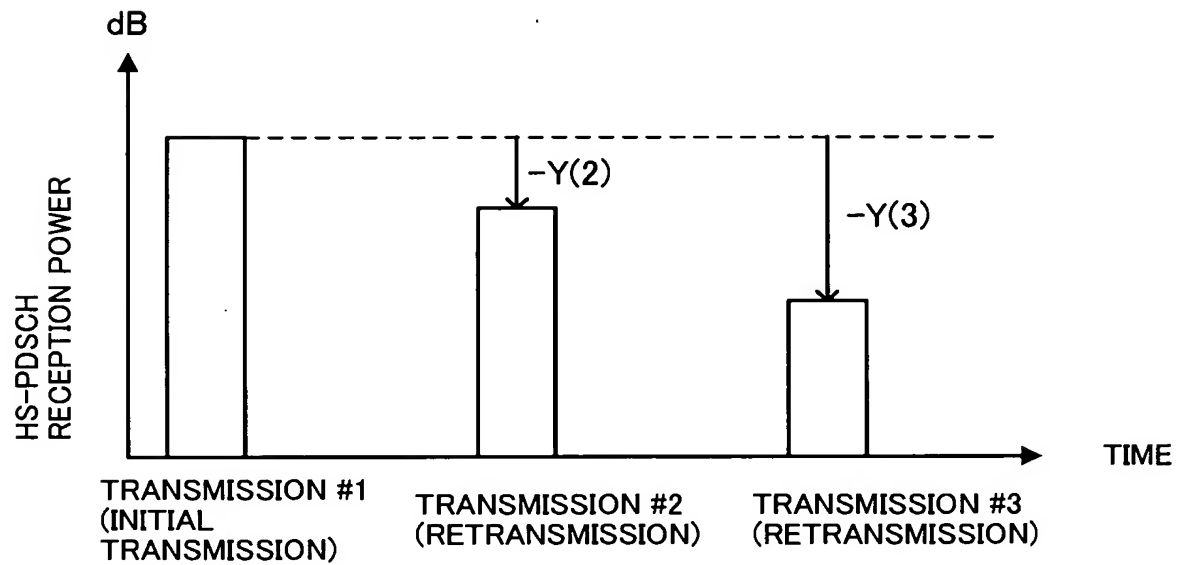 dB
HS-PDSCH
RECEPTION POWER
-Y(2)
-Y(3)
TIME
TRANSMISSION #1
(INITIAL
TRANSMISSION)
TRANSMISSION #2
(RETRANSMISSION)
TRANSMISSION #3
(RETRANSMISSION)